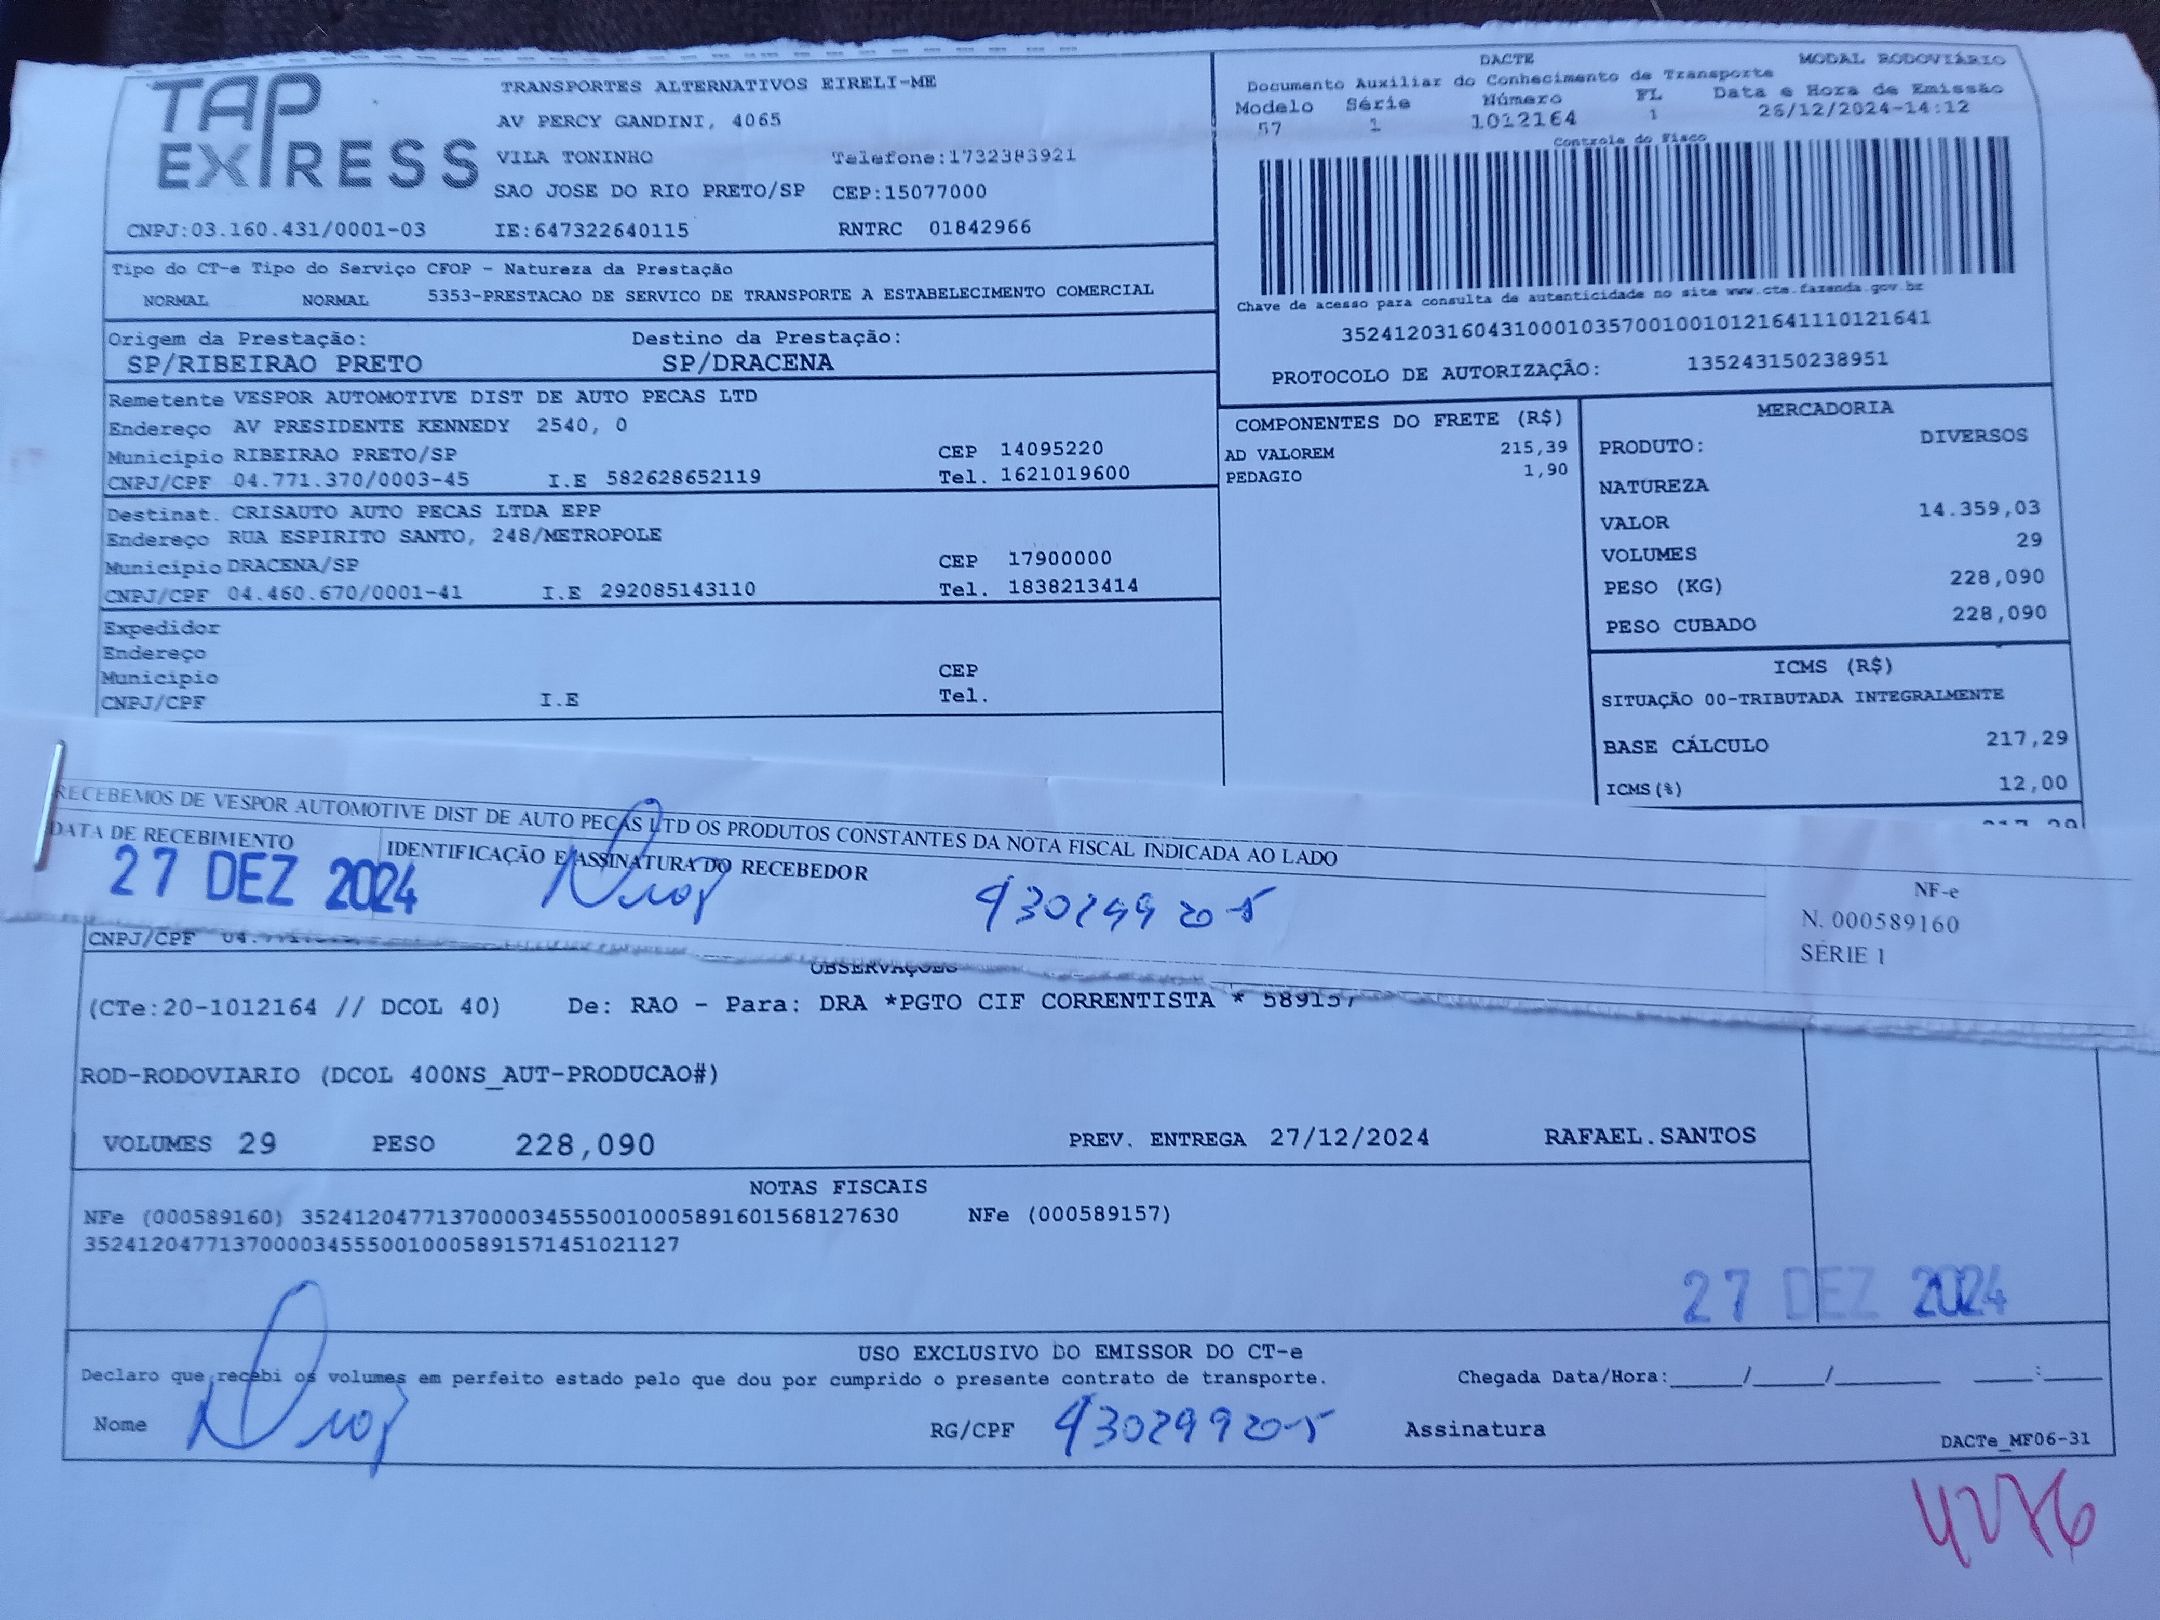 TAP EXPRESS
TRANSPORTES ALTERNATIVOS EIRELI-ME
AV PERCY GANDINI, 4065
VILA TONINHO Telefone:1732383921
SAO JOSE DO RIO PRETO/SP CEP:15077000
CNPJ:03.160.431/0001-03 IE:647322640115 RNTRC 01842966
DACTE MODAL RODOVIÁRIO
Documento Auxiliar do Conhecimento de Transporte
Modelo Série Número FL Data e Hora de Emissão
57 1 1012164 1 26/12/2024-14:12
Controle do Fisco
Chave de acesso para consulta de autenticidade no site www.cte.fazenda.gov.br
35241203160431000103570010010121641110121641
PROTOCOLO DE AUTORIZAÇÃO: 135243150238951
Tipo do CT-e Tipo do Serviço CFOP - Natureza da Prestação
NORMAL NORMAL 5353-PRESTACAO DE SERVICO DE TRANSPORTE A ESTABELECIMENTO COMERCIAL
Origem da Prestação: Destino da Prestação:
SP/RIBEIRAO PRETO SP/DRACENA
Remetente VESPOR AUTOMOTIVE DIST DE AUTO PECAS LTD
Endereço AV PRESIDENTE KENNEDY 2540, 0
Município RIBEIRAO PRETO/SP CEP 14095220
CNPJ/CPF 04.771.370/0003-45 I.E 582628652119 Tel. 1621019600
Destinat. CRISAUTO AUTO PECAS LTDA EPP
Endereço RUA ESPIRITO SANTO, 248/METROPOLE
Município DRACENA/SP CEP 17900000
CNPJ/CPF 04.460.670/0001-41 I.E 292085143110 Tel. 1838213414
Expedidor
Endereço
Município CEP
CNPJ/CPF I.E Tel.
COMPONENTES DO FRETE (R$)
AD VALOREM 215,39
PEDAGIO 1,90
MERCADORIA
PRODUTO: DIVERSOS
NATUREZA
VALOR 14.359,03
VOLUMES 29
PESO (KG) 228,090
PESO CUBADO 228,090
ICMS (R$)
SITUAÇÃO 00-TRIBUTADA INTEGRALMENTE
BASE CÁLCULO 217,29
ICMS(%) 12,00
RECEBEMOS DE VESPOR AUTOMOTIVE DIST DE AUTO PECAS LTD OS PRODUTOS CONSTANTES DA NOTA FISCAL INDICADA AO LADO
DATA DE RECEBIMENTO IDENTIFICAÇÃO E ASSINATURA DO RECEBEDOR
27 DEZ 2024
430299205
NF-e
N. 000589160
SÉRIE 1
CNPJ/CPF
OBSERVAÇÕES
(CTe:20-1012164 // DCOL 40) De: RAO - Para: DRA *PGTO CIF CORRENTISTA * 589157
ROD-RODOVIARIO (DCOL 400NS_AUT-PRODUCAO#)
VOLUMES 29 PESO 228,090 PREV. ENTREGA 27/12/2024 RAFAEL.SANTOS
NOTAS FISCAIS
NFe (000589160) 35241204771370000345550010005891601568127630 NFe (000589157)
35241204771370000345550010005891571451021127
27 DEZ 2024
USO EXCLUSIVO DO EMISSOR DO CT-e
Declaro que recebi os volumes em perfeito estado pelo que dou por cumprido o presente contrato de transporte. Chegada Data/Hora:_____/_____/_______ ____:____
Nome RG/CPF 430299205 Assinatura
DACTe_MF06-31
4276